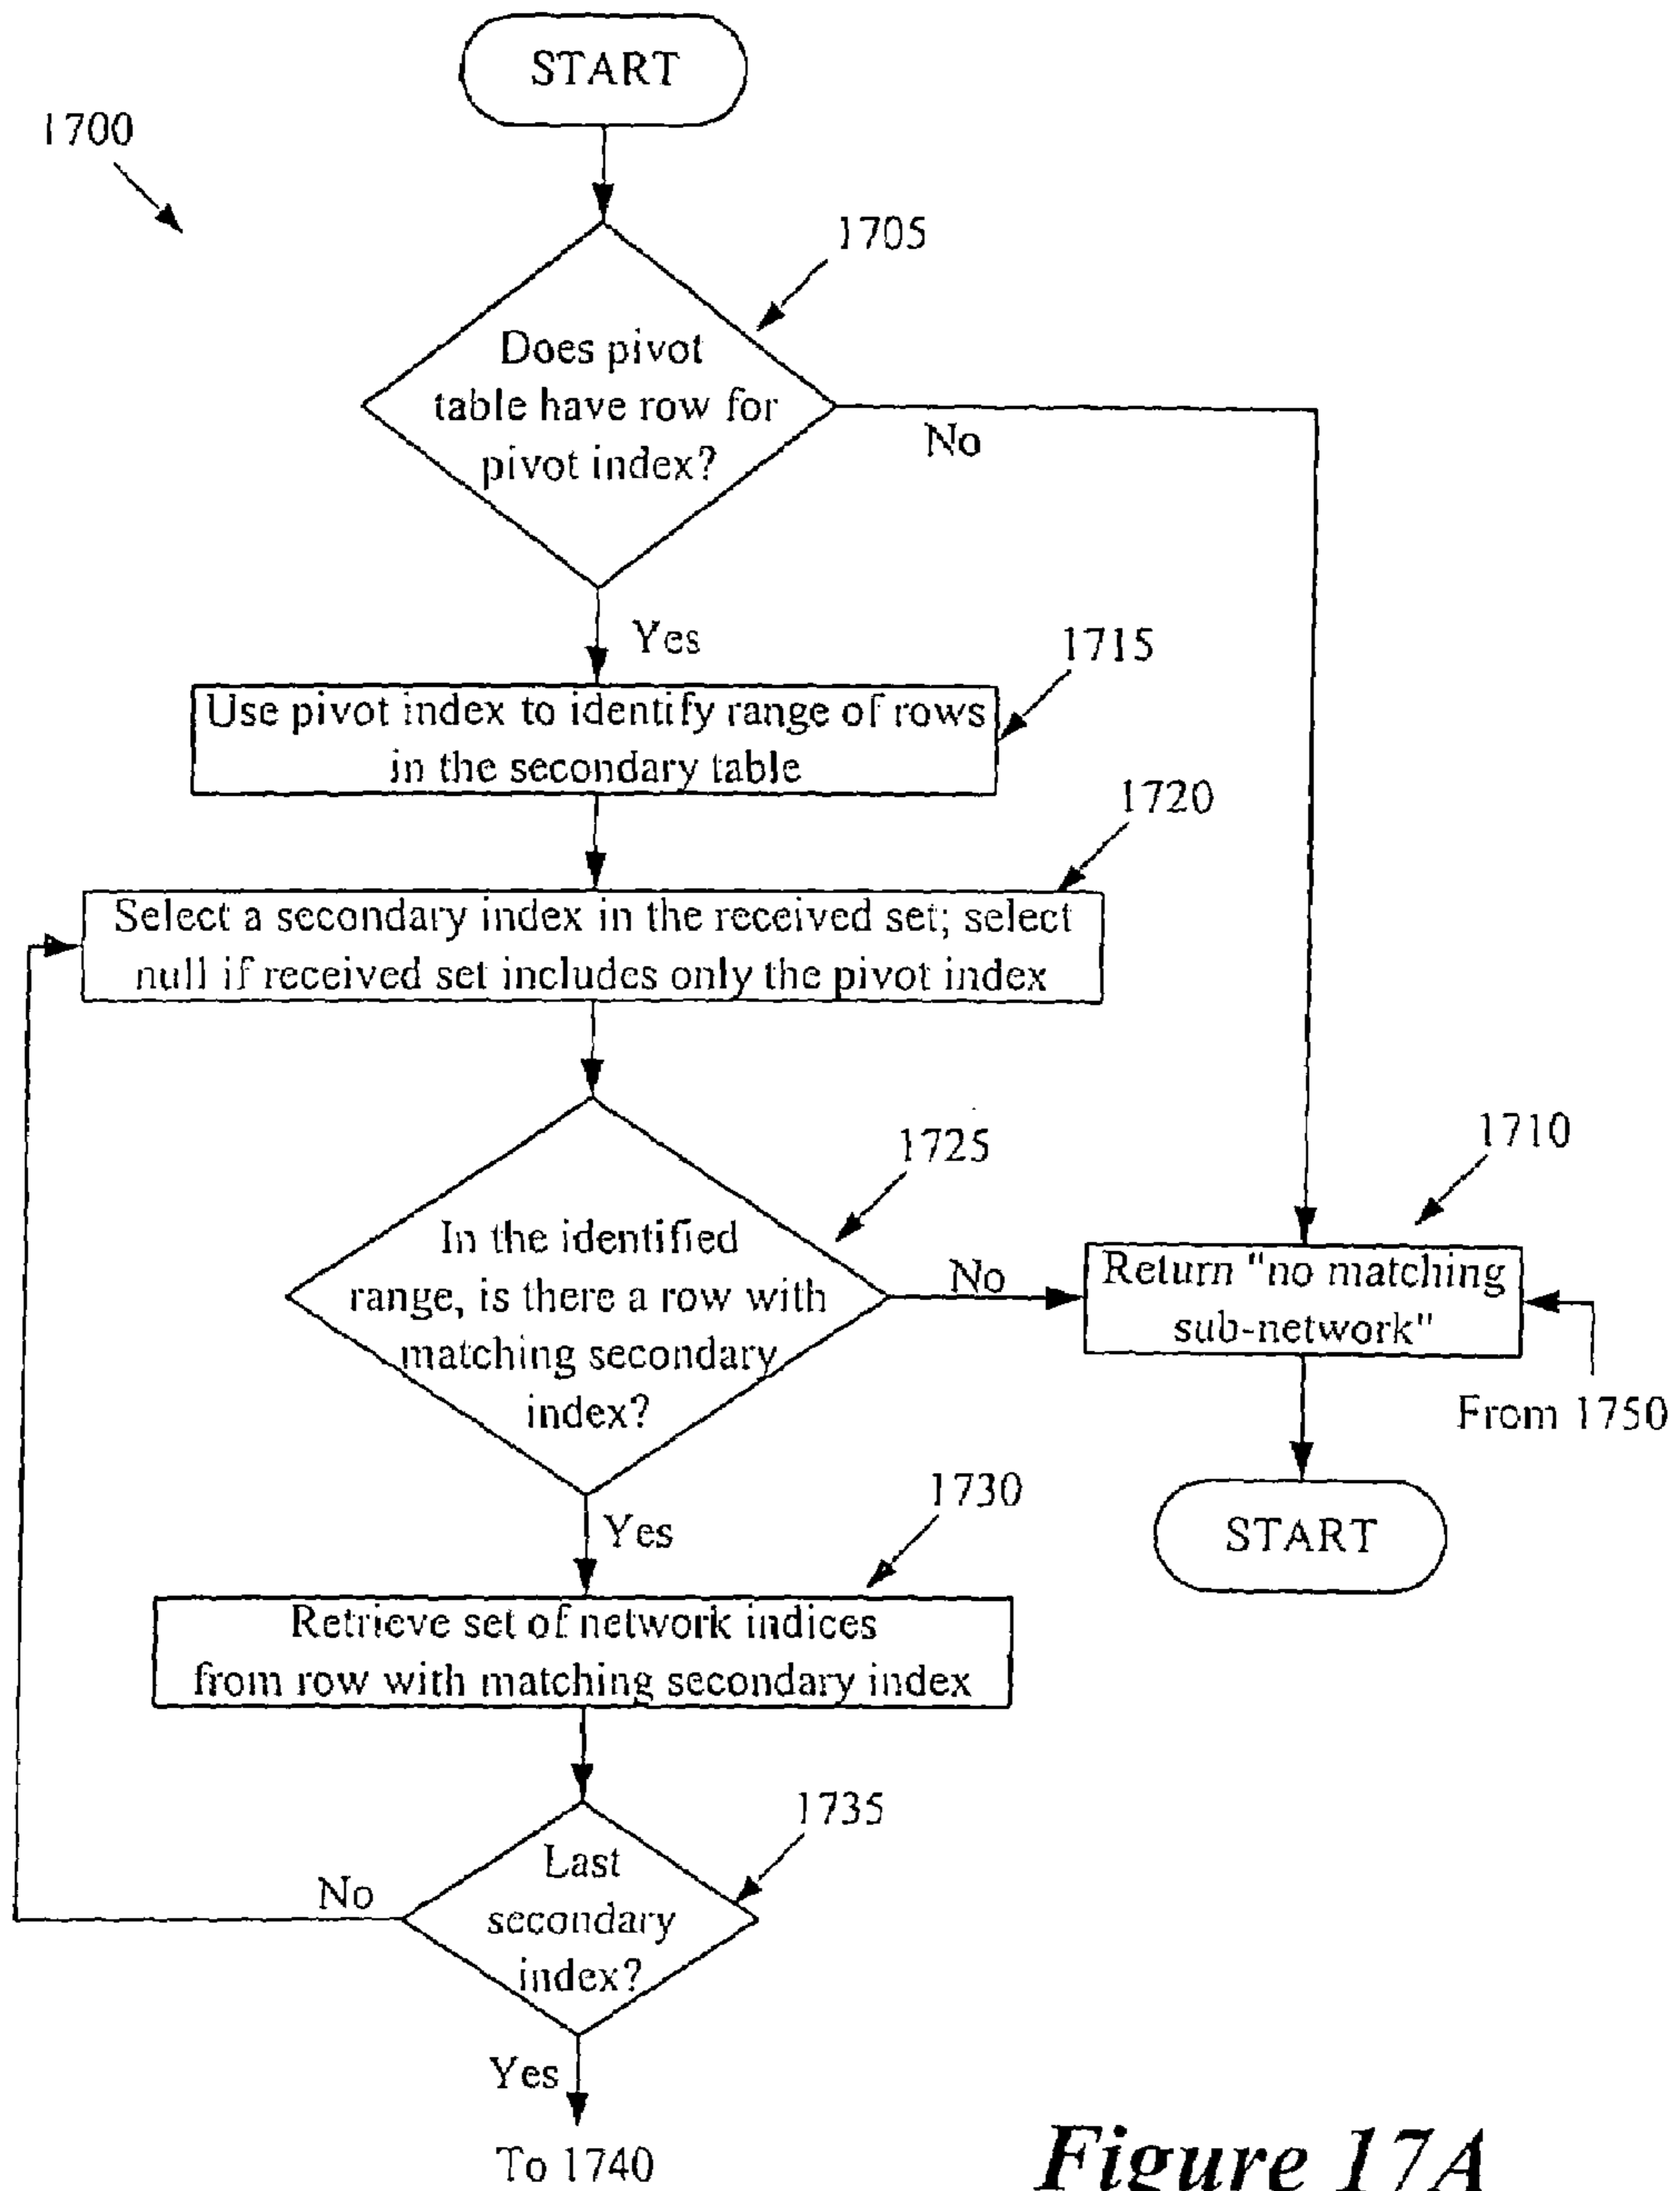 START
1700
1705
Does pivot
table have row for
pivot index?
No
Yes
1715
Use pivot index to identify range of rows
in the secondary table
1720
Select a secondary index in the received set; select
null if received set includes only the pivot index
1725
In the identified
range, is there a row with
matching secondary
index?
No
1710
Return "no matching
sub-network"
From 1750
START
Yes
1730
Retrieve set of network indices
from row with matching secondary index
1735
Last
secondary
index?
No
Yes
To 1740
Figure 17A